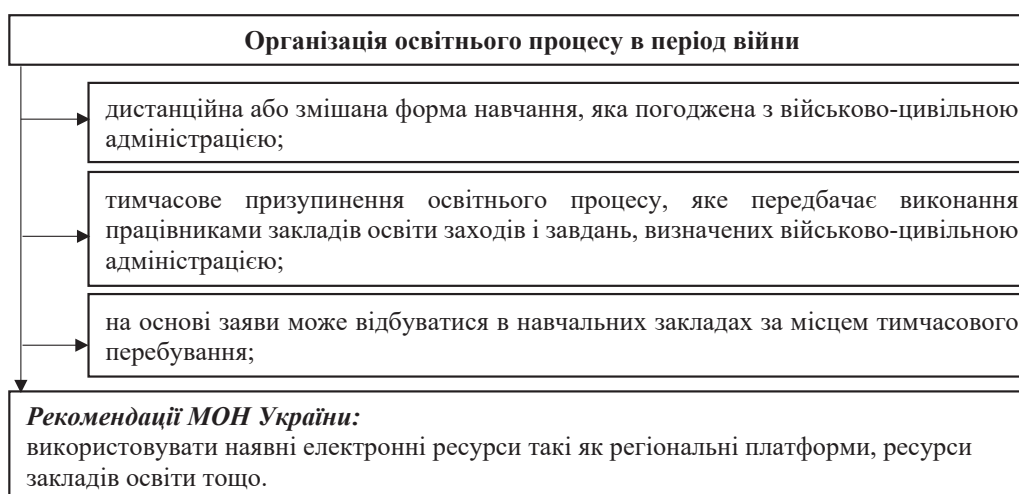 Організація освітнього процесу в період війни
дистанційна або змішана форма навчання, яка погоджена з військово-цивільною
адміністрацією;
тимчасове призупинення освітнього процесу, яке передбачає виконання
працівниками закладів освіти заходів і завдань, визначених військово-цивільною
адміністрацією;
на основі заяви може відбуватися в навчальних закладах за місцем тимчасового
перебування;
Рекомендації МОН України:
використовувати наявні електронні ресурси такі як регіональні платформи, ресурси
закладів освіти тощо.